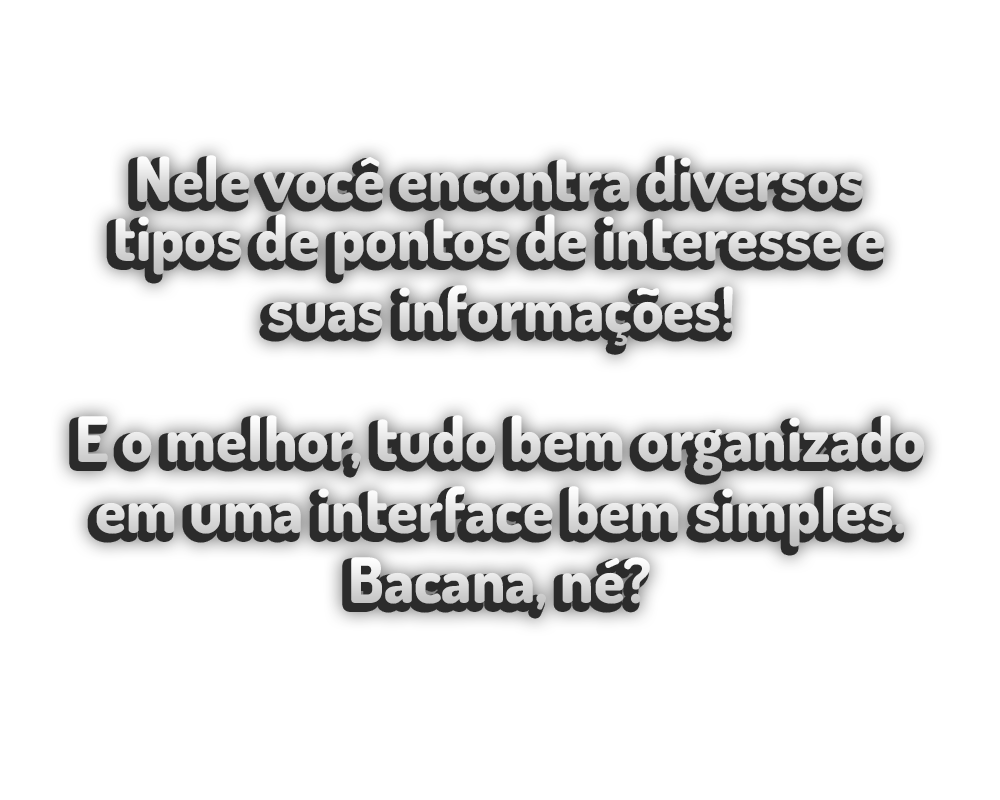 Nele você encontra diversos
tipos de pontos de interesse e
suas informações!
E o melhor, tudo bem organizado
em uma interface bem simples.
Bacana, né?